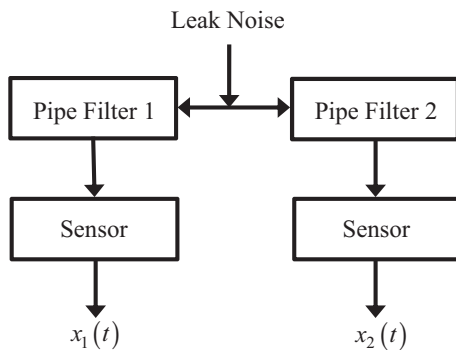 Leak Noise
Pipe Filter 1
Pipe Filter 2
Sensor
Sensor
x₁(t)
x₂(t)